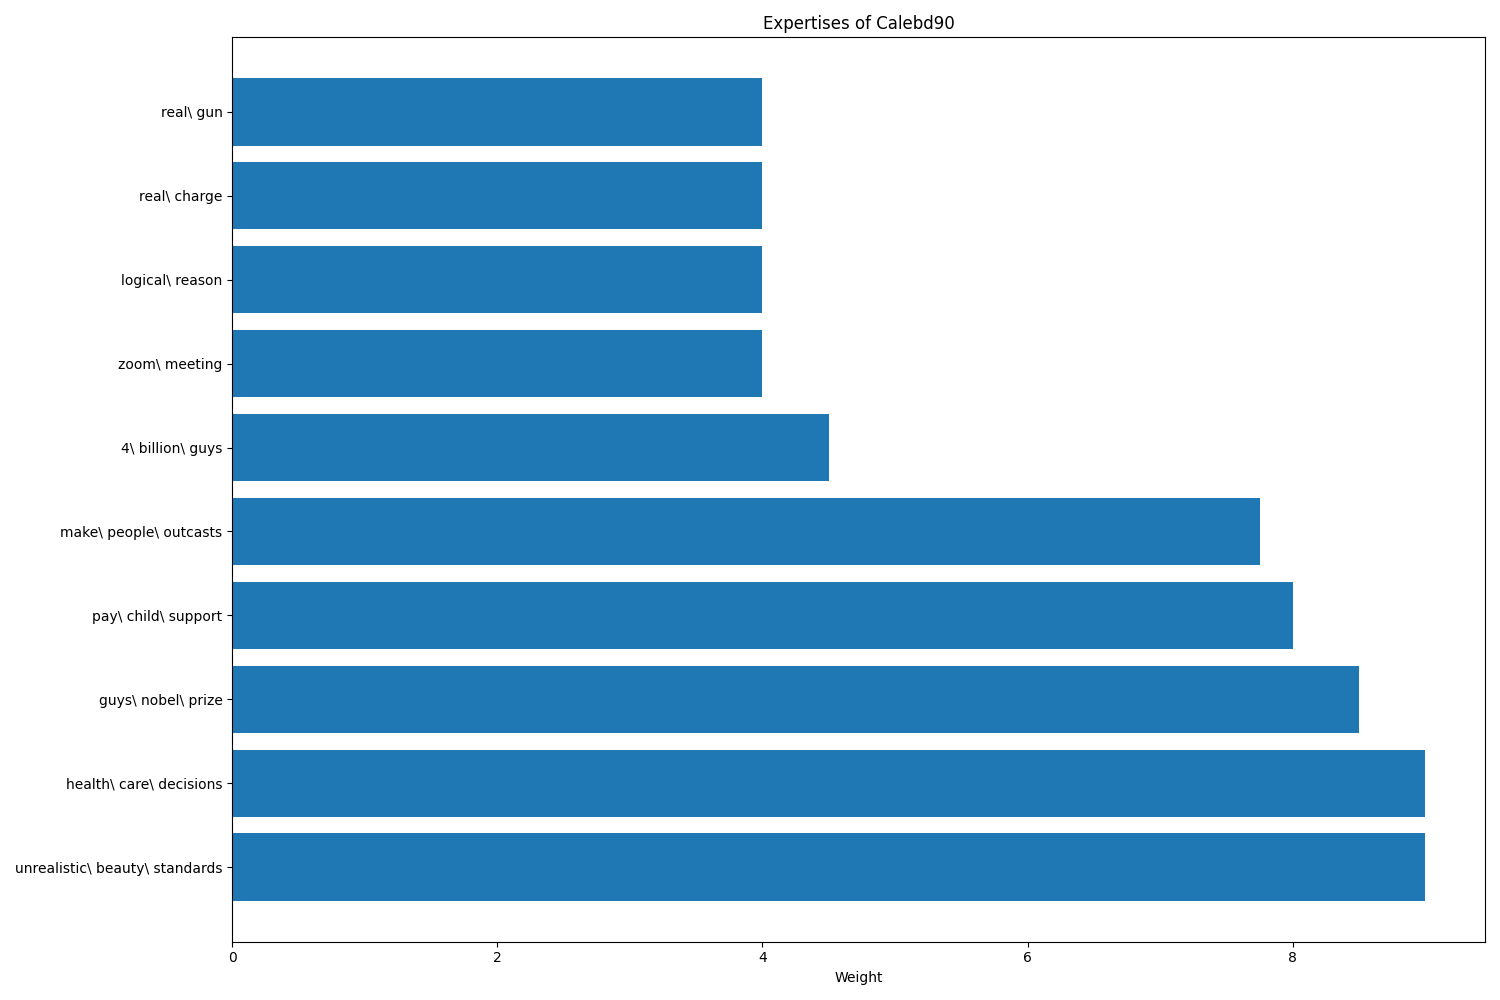 Expertises of Calebd90
real\ gun
real\ charge
logical\ reason
zoom\ meeting
4\ billion\ guys
make\ people\ outcasts
pay\ child\ support
guys\ nobel\ prize
health\ care\ decisions
unrealistic\ beauty\ standards
0 2 4 6 8
Weight